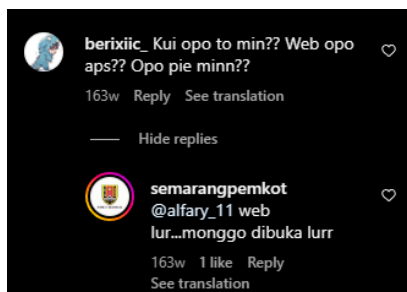 berixiic_ Kui opo to min?? Web opo
aps?? Opo pie minn??
163w Reply See translation
Hide replies
semarangpemkot
@alfary_11 web
lur...monggo dibuka lurr
163w 1 like Reply
See translation